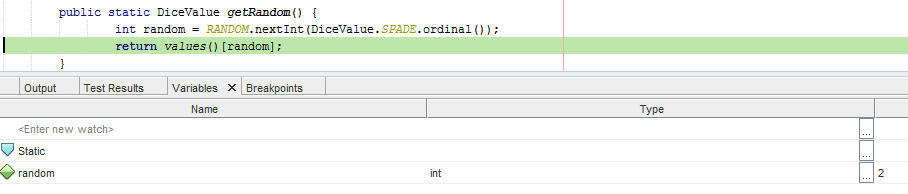 public static DiceValue getRandom() {
int random = RANDOM.nextInt(DiceValue.SPADE.ordinal());
return values()[random];
}
Output Test Results Variables X Breakpoints
Name Type
<Enter new watch> ...
Static ...
random int ... 2